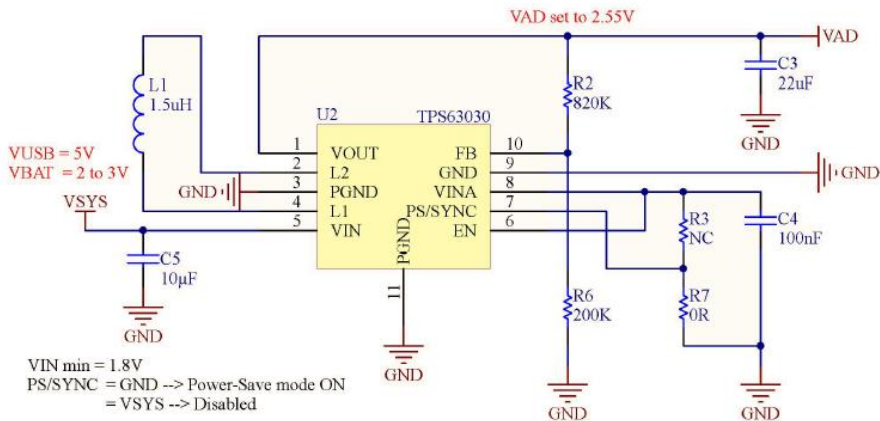 VAD set to 2.55V
VAD
L1
1.5uH
R2
820K
C3
22uF
GND
U2
TPS63030
VUSB = 5V
VBAT = 2 to 3V
VSYS
1
VOUT
FB
10
2
L2
GND
9
GND
GND
3
PGND
VINA
8
4
L1
PS/SYNC
7
5
VIN
EN
6
PGND
11
GND
C5
10µF
GND
R3
NC
C4
100nF
R6
200K
GND
R7
0R
GND
VIN min = 1.8V
PS/SYNC = GND --> Power-Save mode ON
= VSYS --> Disabled